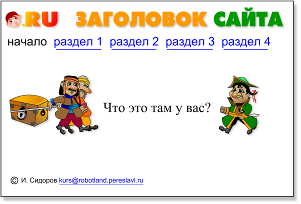 .RU ЗАГОЛОВОК САЙТА
начало раздел 1 раздел 2 раздел 3 раздел 4
Что это там у вас?
© И. Сидоров kurs@robotland.pereslavl.ru